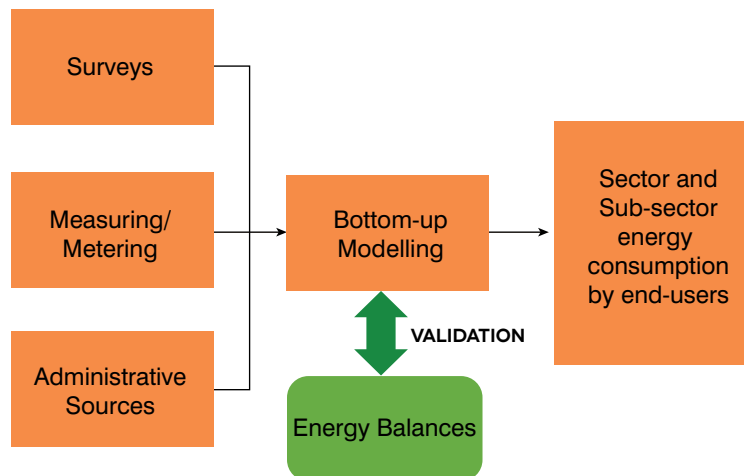 Surveys
Measuring/
Metering
Administrative
Sources
Bottom-up
Modelling
VALIDATION
Energy Balances
Sector and
Sub-sector
energy
consumption
by end-users